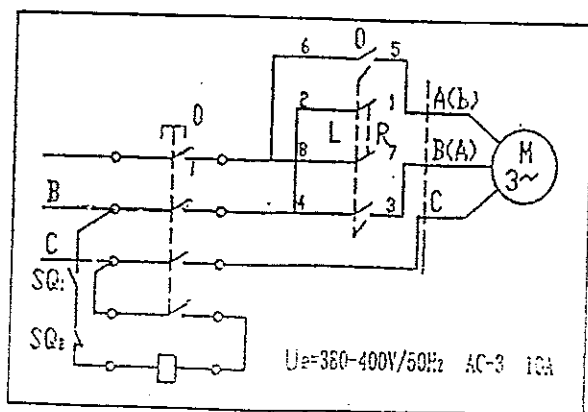 6 0 5
2 1 A(b)
L R
0
8 7 B(A) M
1 3~
B 4 3 C
C
SQ₁
SQ₂
Ue=380-400V/50Hz AC-3 10A